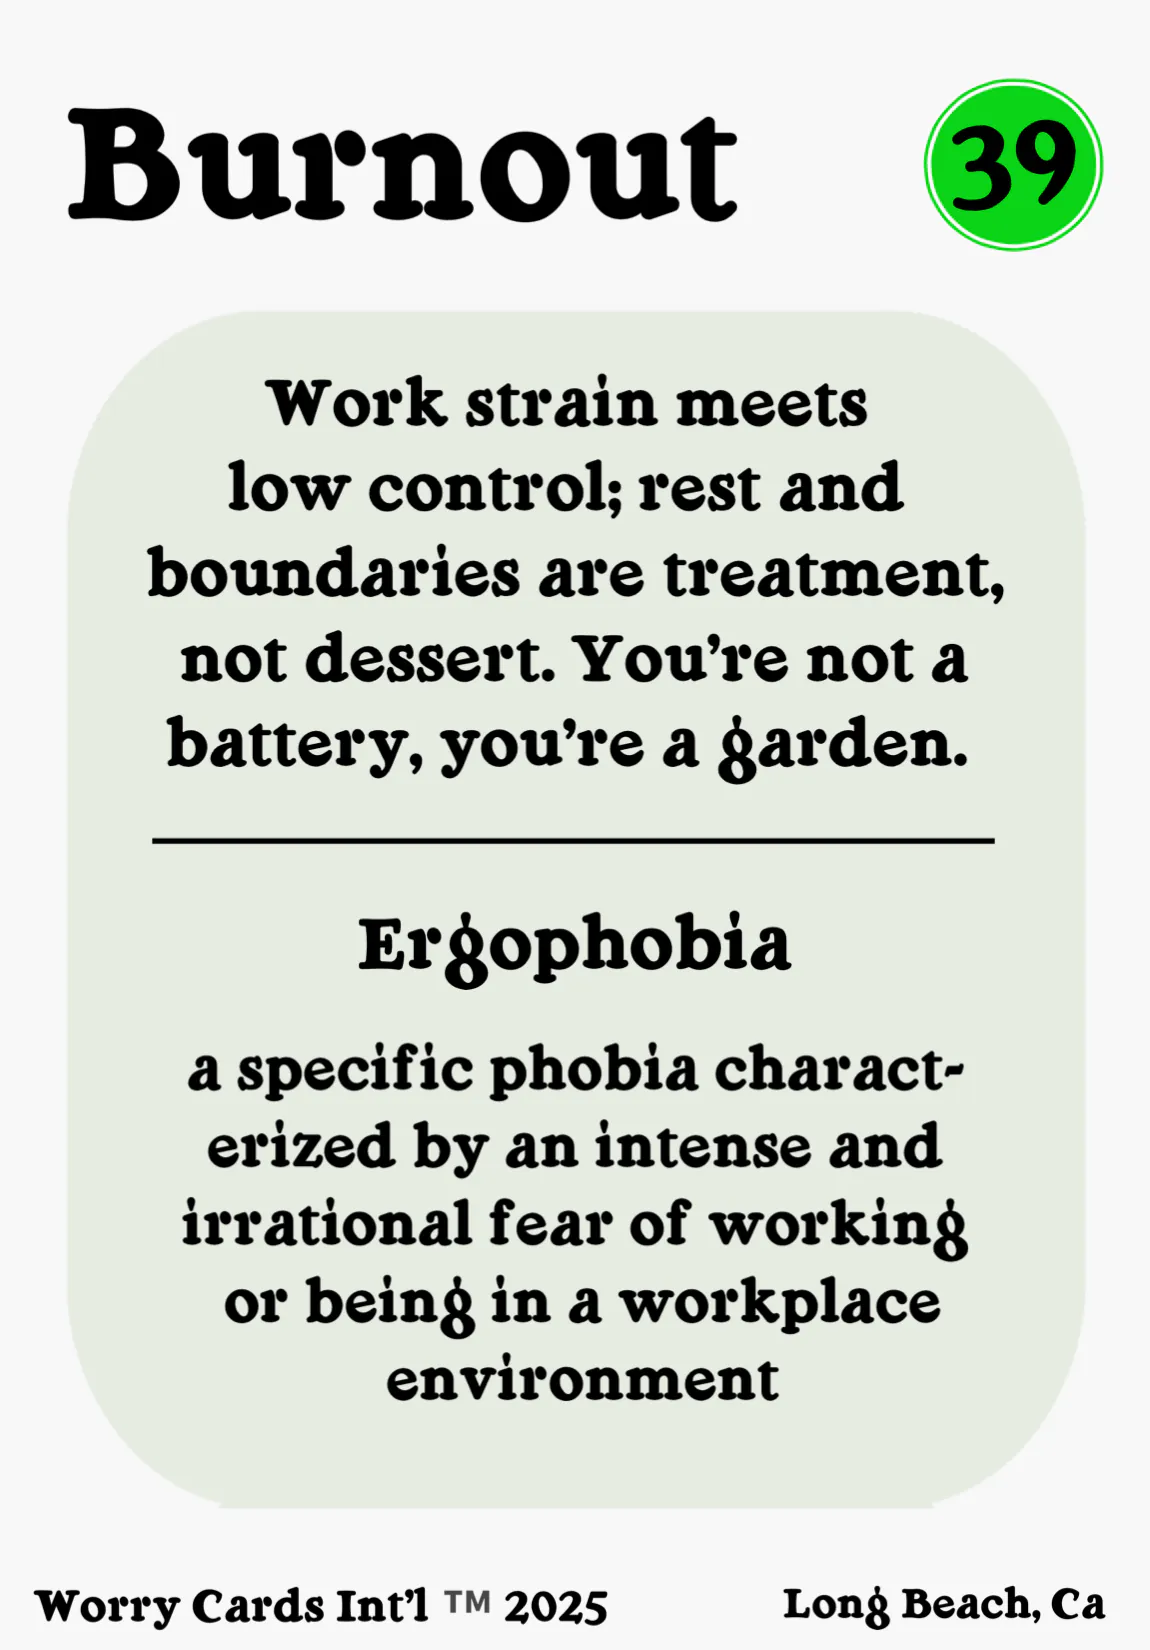 Burnout
39
Work strain meets
low control; rest and
boundaries are treatment,
not dessert. You’re not a
battery, you’re a garden.
Ergophobia
a specific phobia charact-
erized by an intense and
irrational fear of working
or being in a workplace
environment
Worry Cards Int’l ™ 2025
Long Beach, Ca